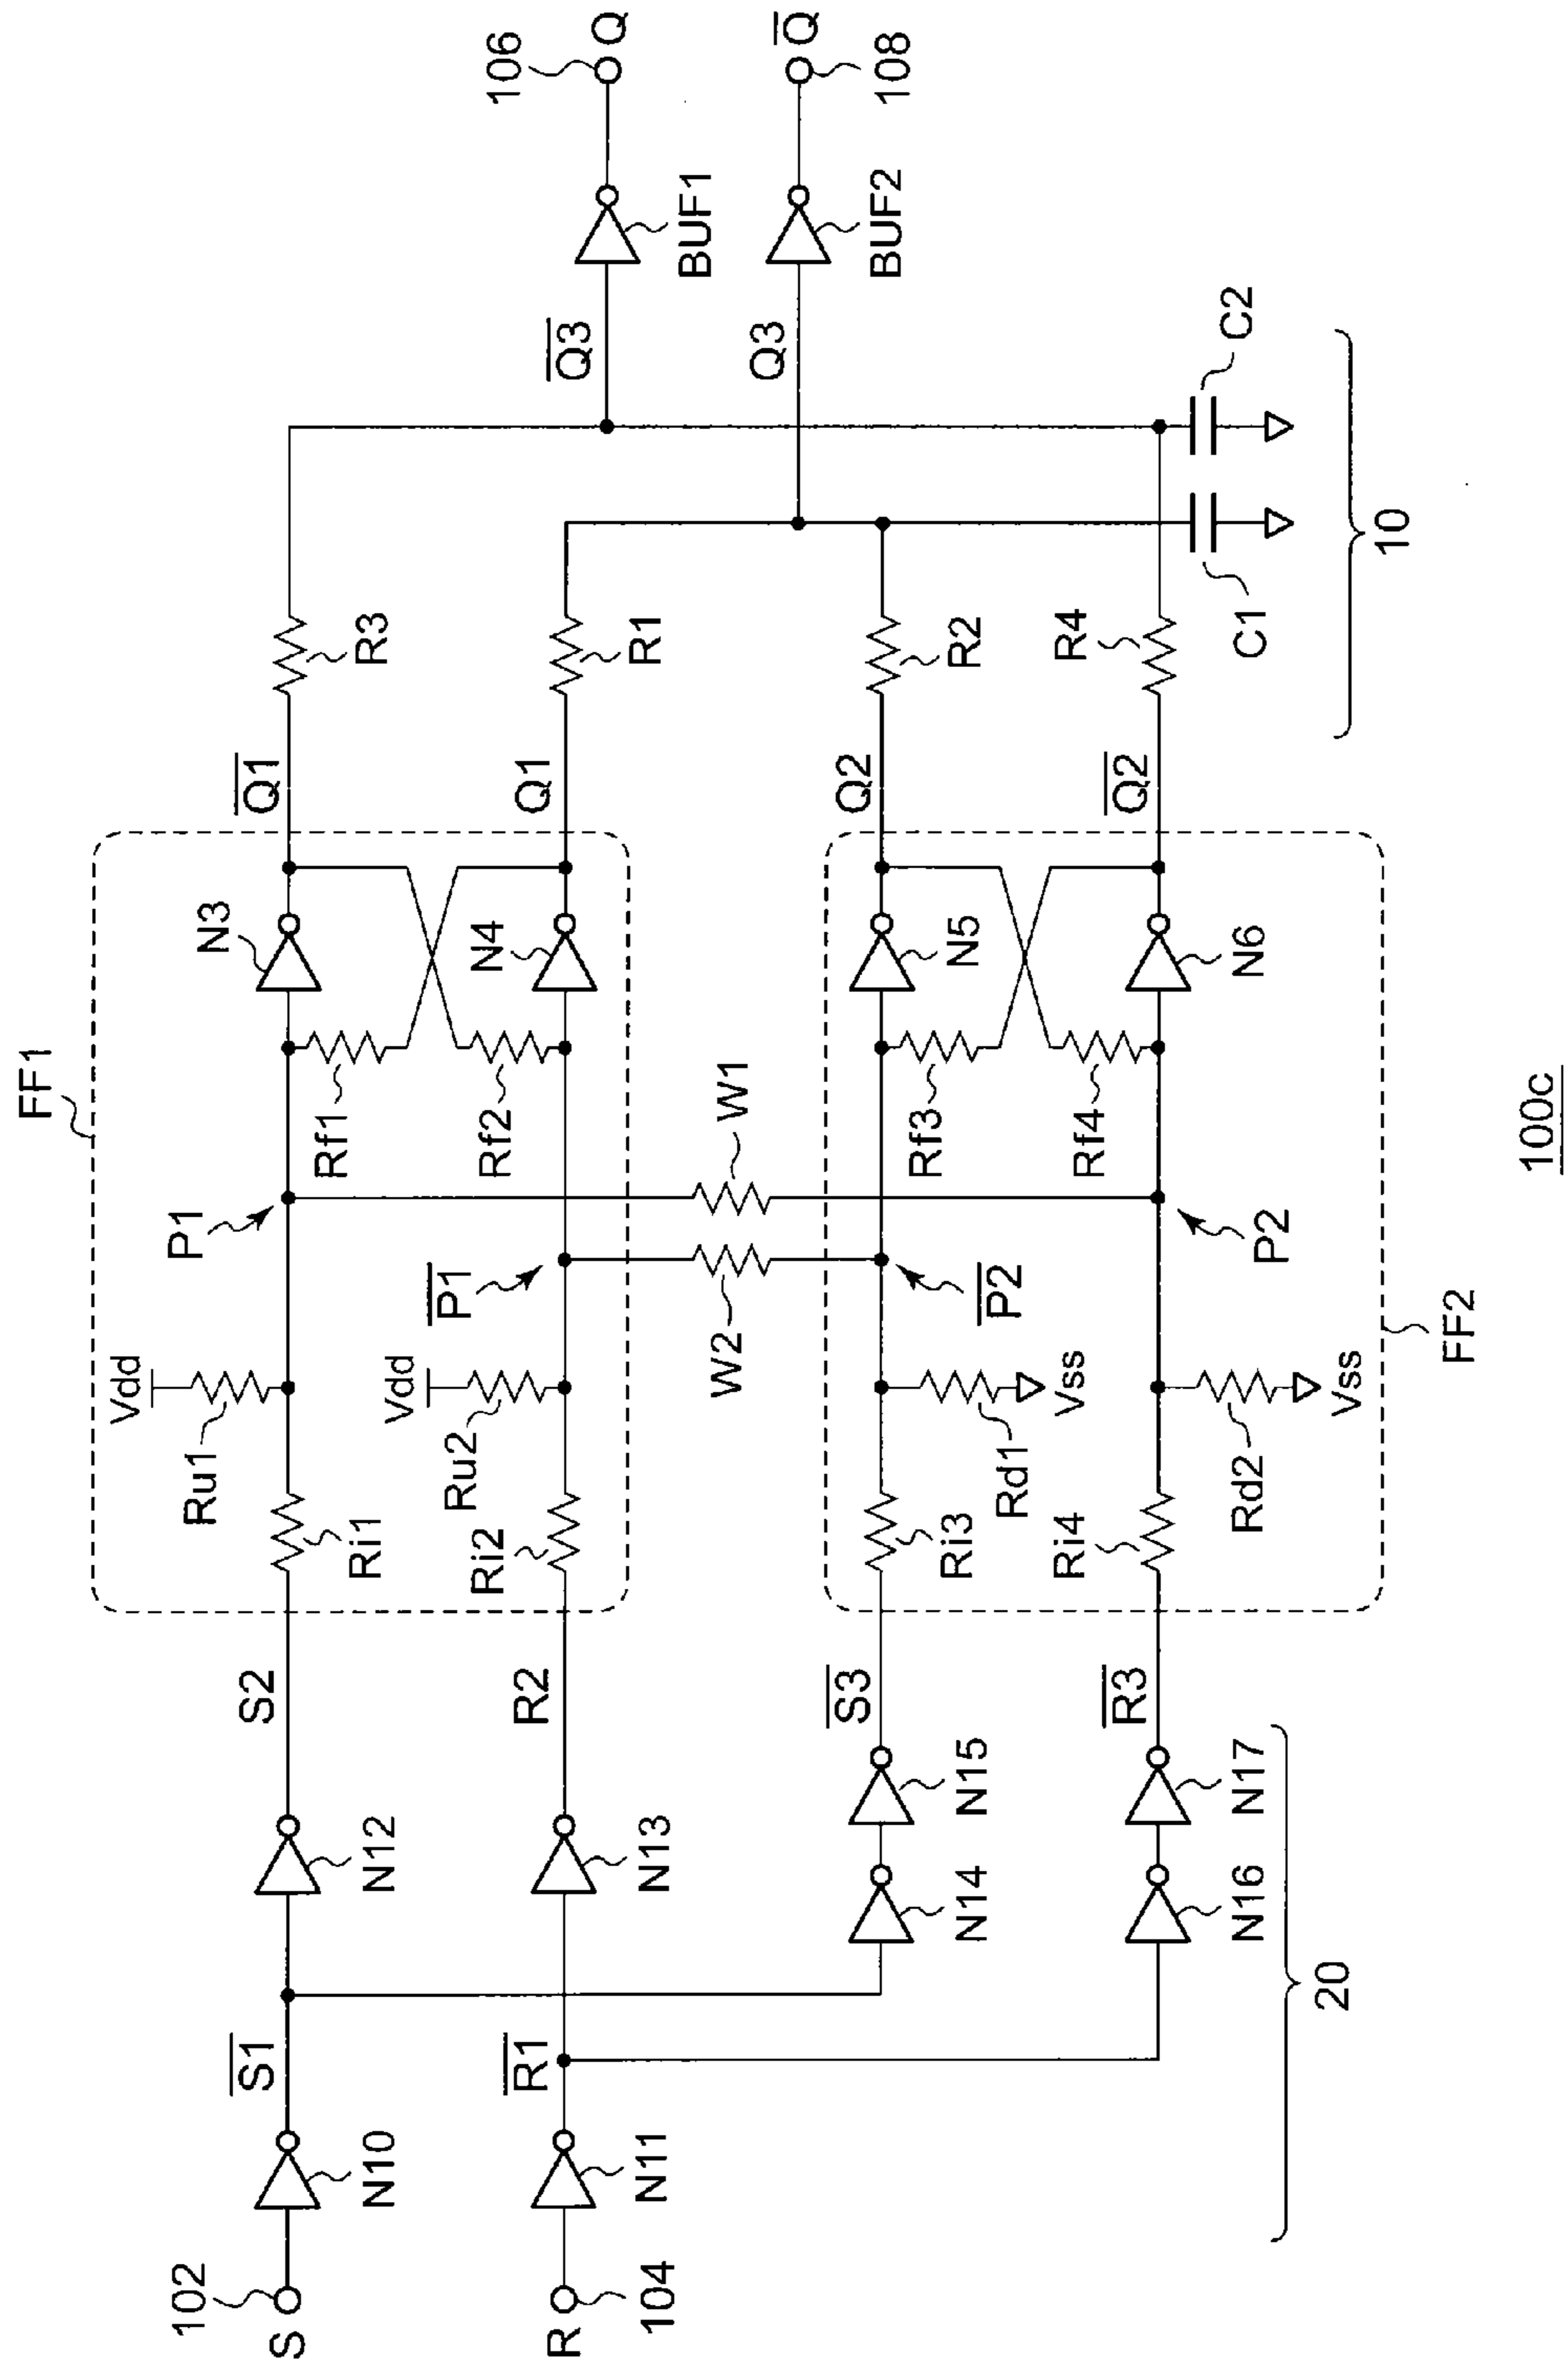 FF1
Vdd
Ru1
P1
Rf1
N3
Q1
R3
102
S
N10
S1
N12
S2
Ri1
Vdd
Ru2
P1
Rf2
N4
Q1
R1
R
104
N11
R1
N13
R2
Ri2
W2
W1
Q3
BUF1
106
Q
Q3
BUF2
108
Q
N14
N15
S3
Ri3
Rd1
Vss
P2
Rf3
N5
Q2
R2
N16
N17
R3
Ri4
Rd2
Vss
P2
Rf4
N6
Q2
R4
C1
C2
20
FF2
10
100c